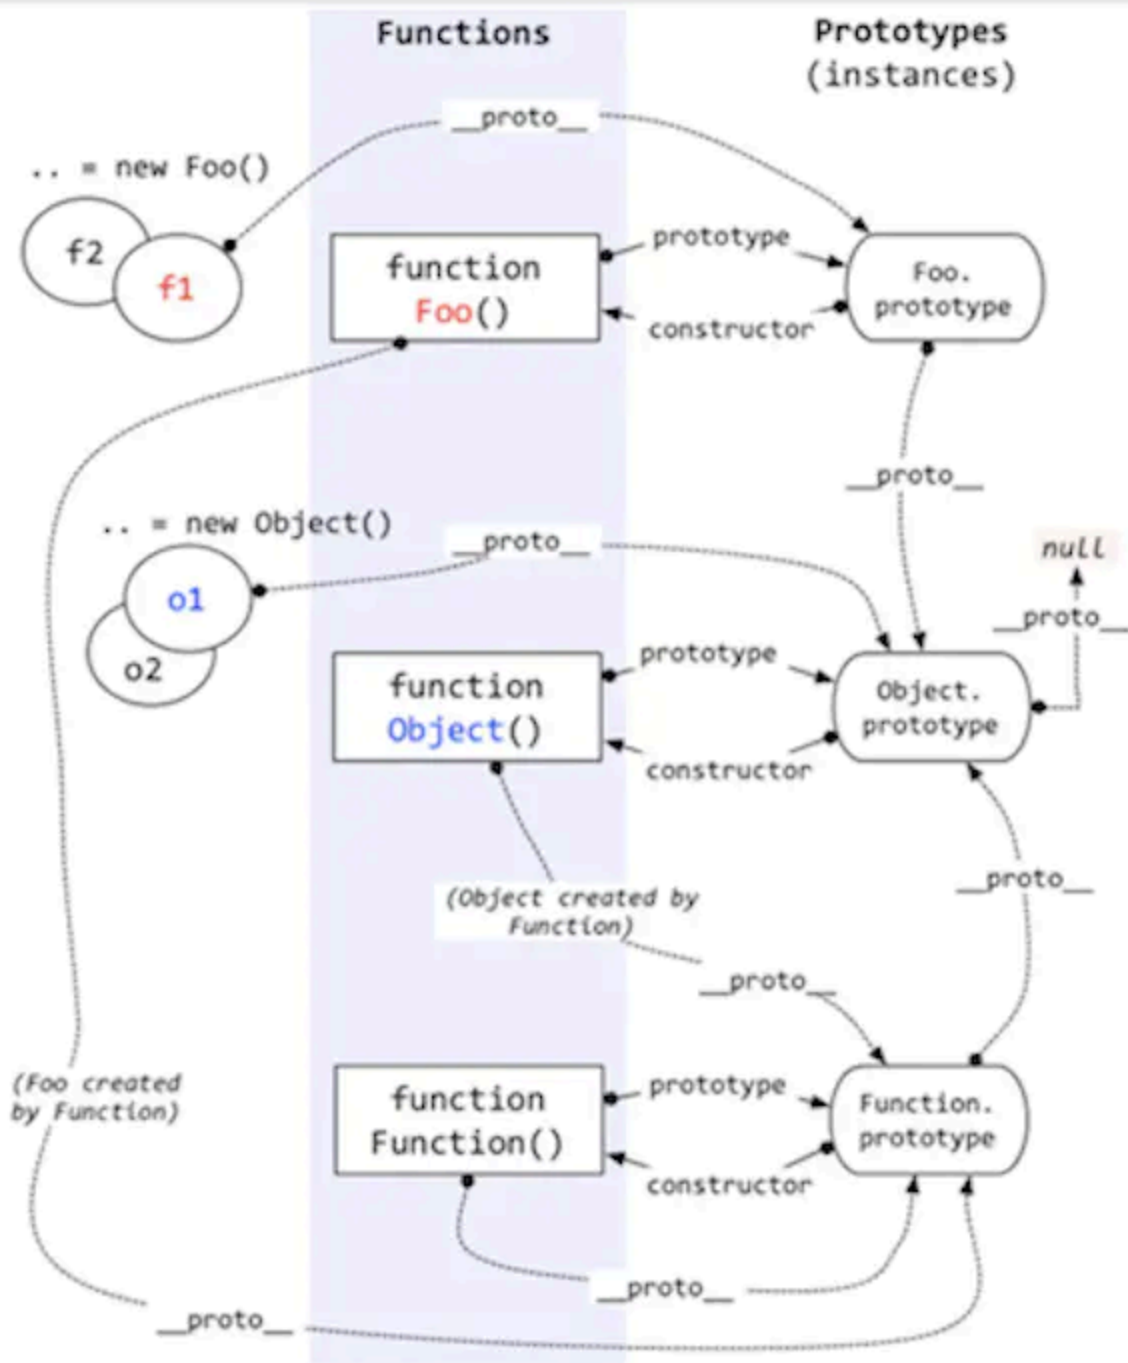 Functions
Prototypes
(instances)
__proto__
.. = new Foo()
f2
f1
function
Foo()
prototype
constructor
Foo.
prototype
__proto__
.. = new Object()
__proto__
null
__proto__
o1
o2
function
Object()
prototype
constructor
Object.
prototype
(Object created by
Function)
__proto__
__proto__
(Foo created
by Function)
function
Function()
prototype
constructor
Function.
prototype
__proto__
__proto__